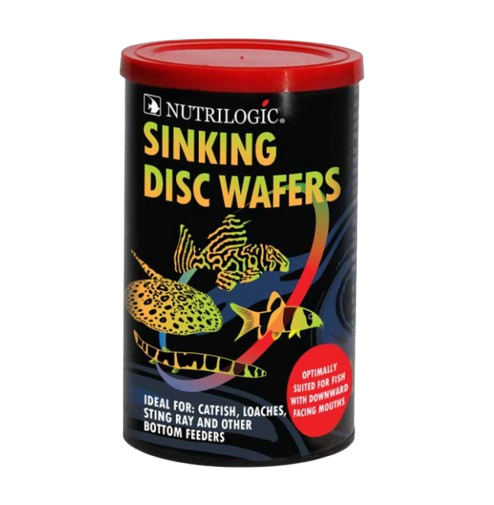 NUTRILOGIC®
SINKING
DISC WAFERS
OPTIMALLY
SUITED FOR FISH
WITH DOWNWARD
FACING MOUTHS
IDEAL FOR: CATFISH, LOACHES,
STING RAY AND OTHER
BOTTOM FEEDERS